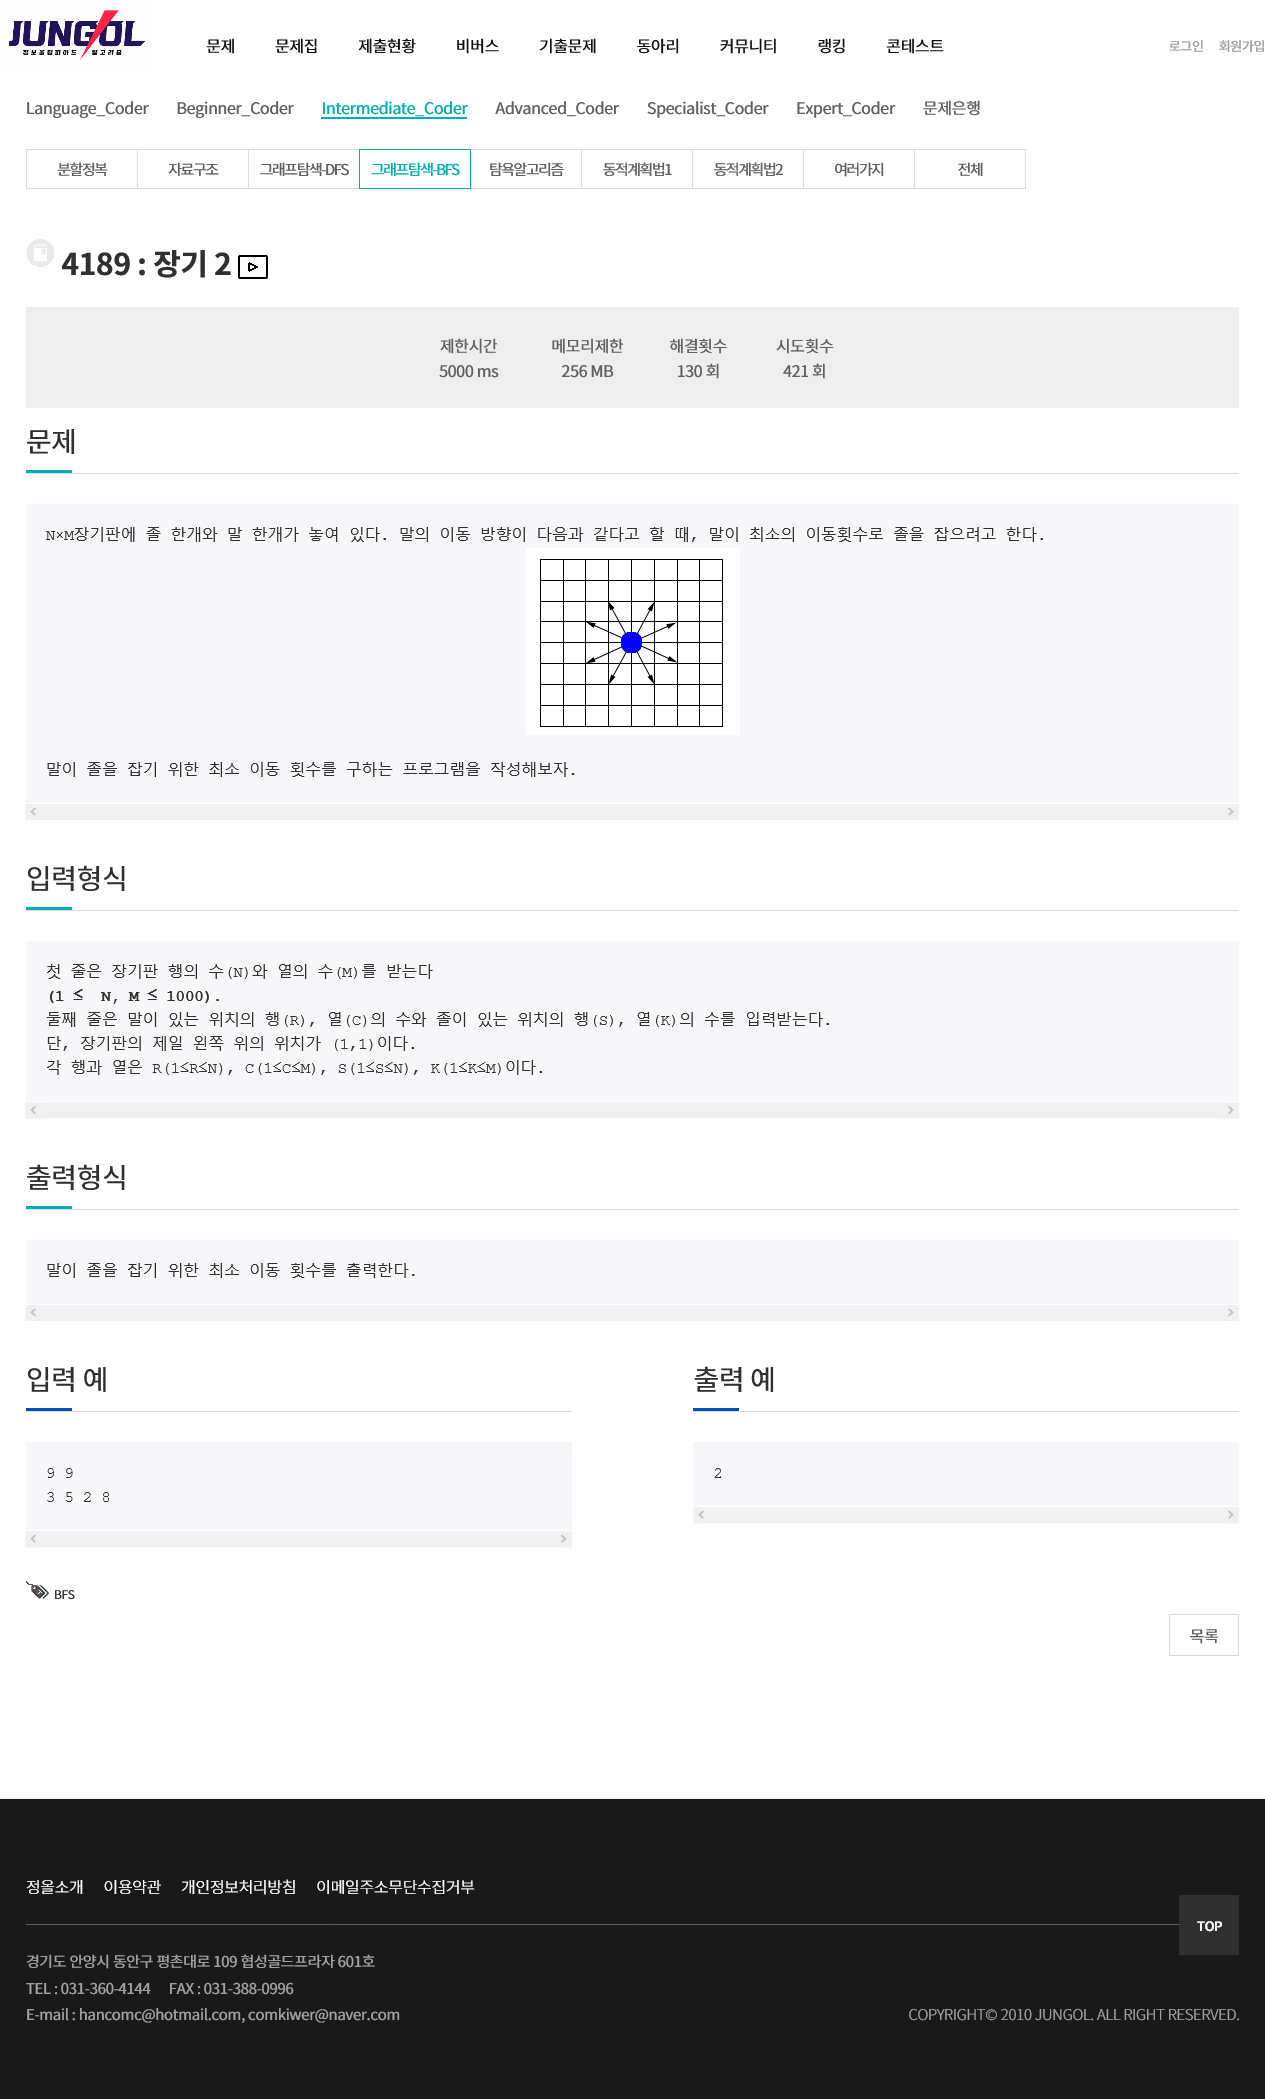 JUNGOL
정보올림피아드 알고리즘
문제 문제집 제출현황 비버스 기출문제 동아리 커뮤니티 랭킹 콘테스트 로그인 회원가입
Language_Coder Beginner_Coder Intermediate_Coder Advanced_Coder Specialist_Coder Expert_Coder 문제은행
분할정복 자료구조 그래프탐색-DFS 그래프탐색-BFS 탐욕알고리즘 동적계획법1 동적계획법2 여러가지 전체
4189 : 장기 2
제한시간 메모리제한 해결횟수 시도횟수
5000 ms 256 MB 130 회 421 회
문제
N×M장기판에 졸 한개와 말 한개가 놓여 있다. 말의 이동 방향이 다음과 같다고 할 때, 말이 최소의 이동횟수로 졸을 잡으려고 한다.
말이 졸을 잡기 위한 최소 이동 횟수를 구하는 프로그램을 작성해보자.
입력형식
첫 줄은 장기판 행의 수(N)와 열의 수(M)를 받는다
(1 ≤  N, M ≤ 1000).
둘째 줄은 말이 있는 위치의 행(R), 열(C)의 수와 졸이 있는 위치의 행(S), 열(K)의 수를 입력받는다.
단, 장기판의 제일 왼쪽 위의 위치가 (1,1)이다.
각 행과 열은 R(1≤R≤N), C(1≤C≤M), S(1≤S≤N), K(1≤K≤M)이다.
출력형식
말이 졸을 잡기 위한 최소 이동 횟수를 출력한다.
입력 예
9 9
3 5 2 8
출력 예
2
BFS
목록
정올소개 이용약관 개인정보처리방침 이메일주소무단수집거부
TOP
경기도 안양시 동안구 평촌대로 109 협성골드프라자 601호
TEL : 031-360-4144 FAX : 031-388-0996
E-mail : hancomc@hotmail.com, comkiwer@naver.com
COPYRIGHT© 2010 JUNGOL. ALL RIGHT RESERVED.